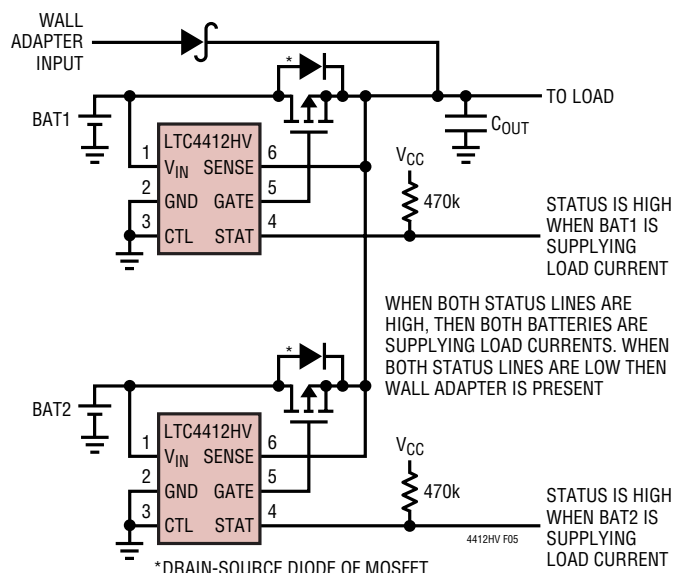 WALL
ADAPTER
INPUT
*
BAT1
TO LOAD
COUT
LTC4412HV
1
VIN
SENSE
6
2
GND
GATE
5
3
CTL
STAT
4
VCC
470k
STATUS IS HIGH
WHEN BAT1 IS
SUPPLYING
LOAD CURRENT
WHEN BOTH STATUS LINES ARE
HIGH, THEN BOTH BATTERIES ARE
SUPPLYING LOAD CURRENTS. WHEN
BOTH STATUS LINES ARE LOW THEN
WALL ADAPTER IS PRESENT
*
BAT2
LTC4412HV
1
VIN
SENSE
6
2
GND
GATE
5
3
CTL
STAT
4
VCC
470k
4412HV F05
STATUS IS HIGH
WHEN BAT2 IS
SUPPLYING
LOAD CURRENT
*DRAIN-SOURCE DIODE OF MOSFET